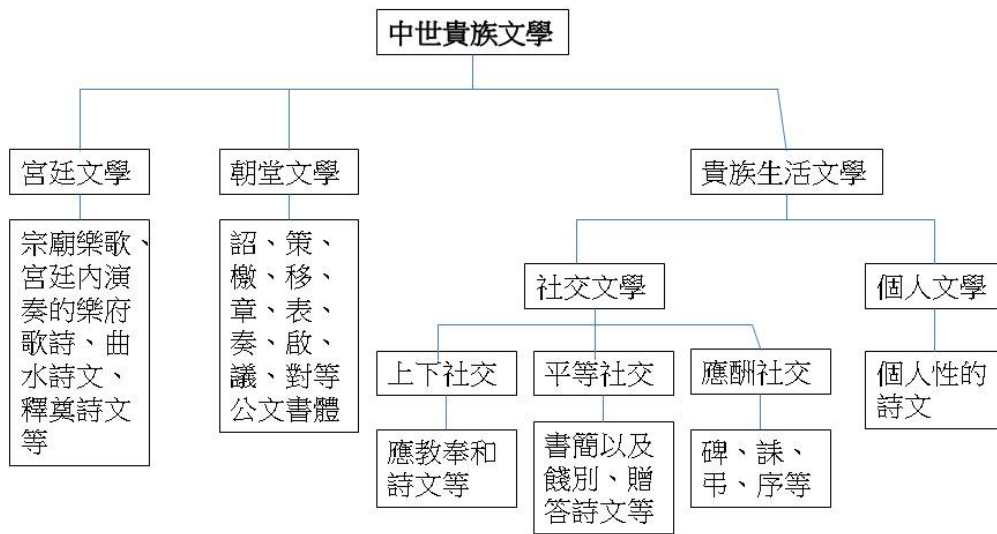 中世貴族文學
宮廷文學
宗廟樂歌、
宮廷內演
奏的樂府
歌詩、曲
水詩文、
釋奠詩文
等
朝堂文學
詔、策、
檄、移、
章、表、
奏、啟、
議、對等
公文書體
貴族生活文學
社交文學
上下社交
應教奉和
詩文等
平等社交
書簡以及
餞別、贈
答詩文等
應酬社交
碑、誄、
弔、序等
個人文學
個人性的
詩文